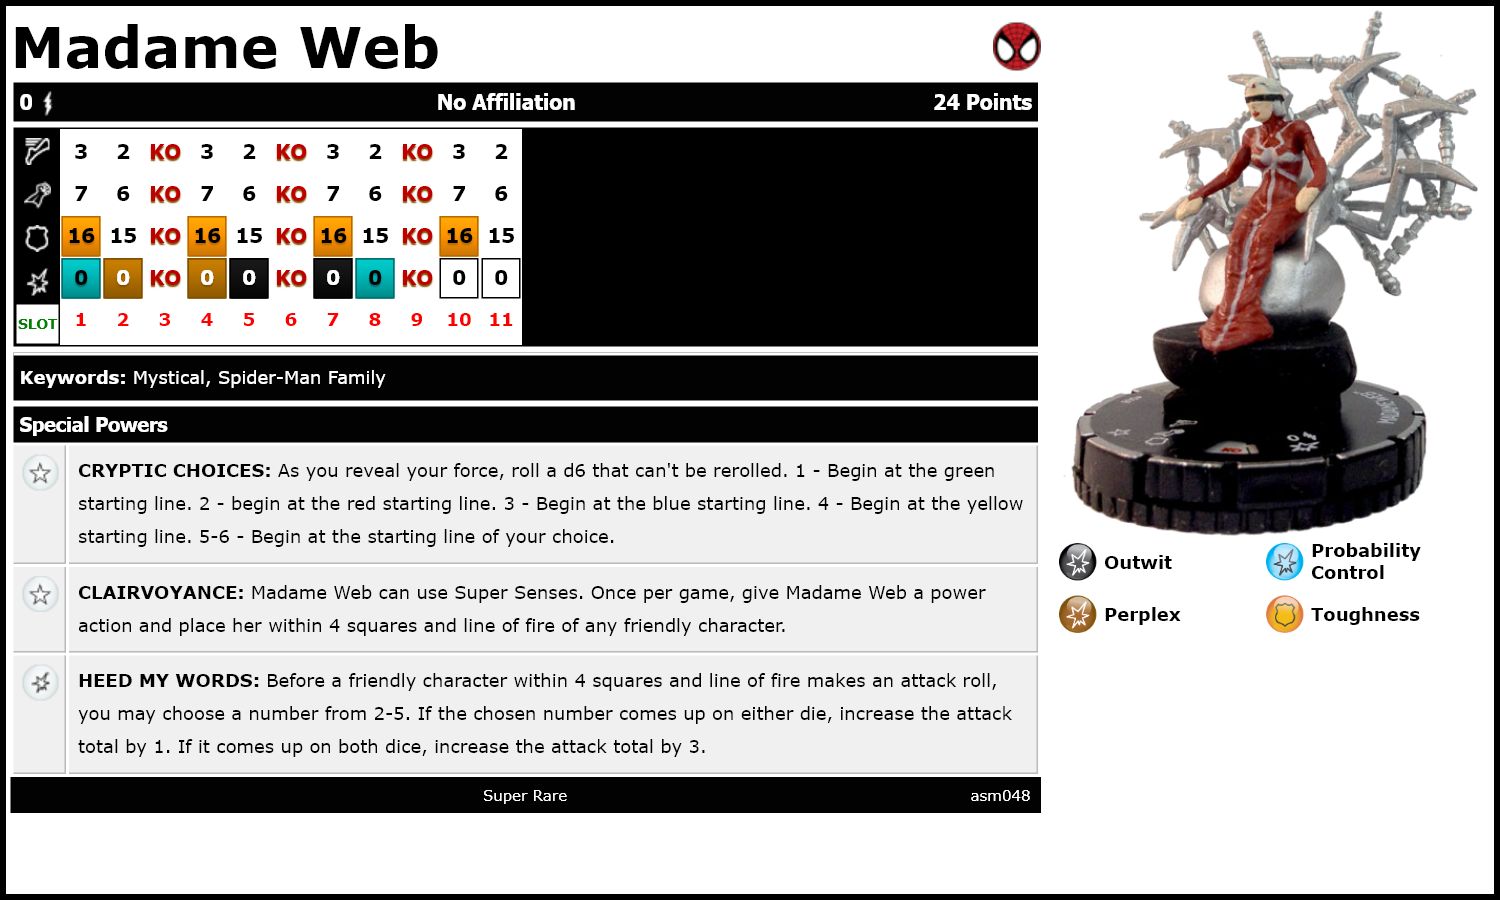 Madame Web
0 No Affiliation 24 Points
3 2 KO 3 2 KO 3 2 KO 3 2
7 6 KO 7 6 KO 7 6 KO 7 6
16 15 KO 16 15 KO 16 15 KO 16 15
0 0 KO 0 0 KO 0 0 KO 0 0
SLOT 1 2 3 4 5 6 7 8 9 10 11
Keywords: Mystical, Spider-Man Family
Special Powers
CRYPTIC CHOICES: As you reveal your force, roll a d6 that can't be rerolled. 1 - Begin at the green
starting line. 2 - begin at the red starting line. 3 - Begin at the blue starting line. 4 - Begin at the yellow
starting line. 5-6 - Begin at the starting line of your choice.
CLAIRVOYANCE: Madame Web can use Super Senses. Once per game, give Madame Web a power
action and place her within 4 squares and line of fire of any friendly character.
HEED MY WORDS: Before a friendly character within 4 squares and line of fire makes an attack roll,
you may choose a number from 2-5. If the chosen number comes up on either die, increase the attack
total by 1. If it comes up on both dice, increase the attack total by 3.
Super Rare asm048
KO
Outwit
Probability
Control
Perplex
Toughness